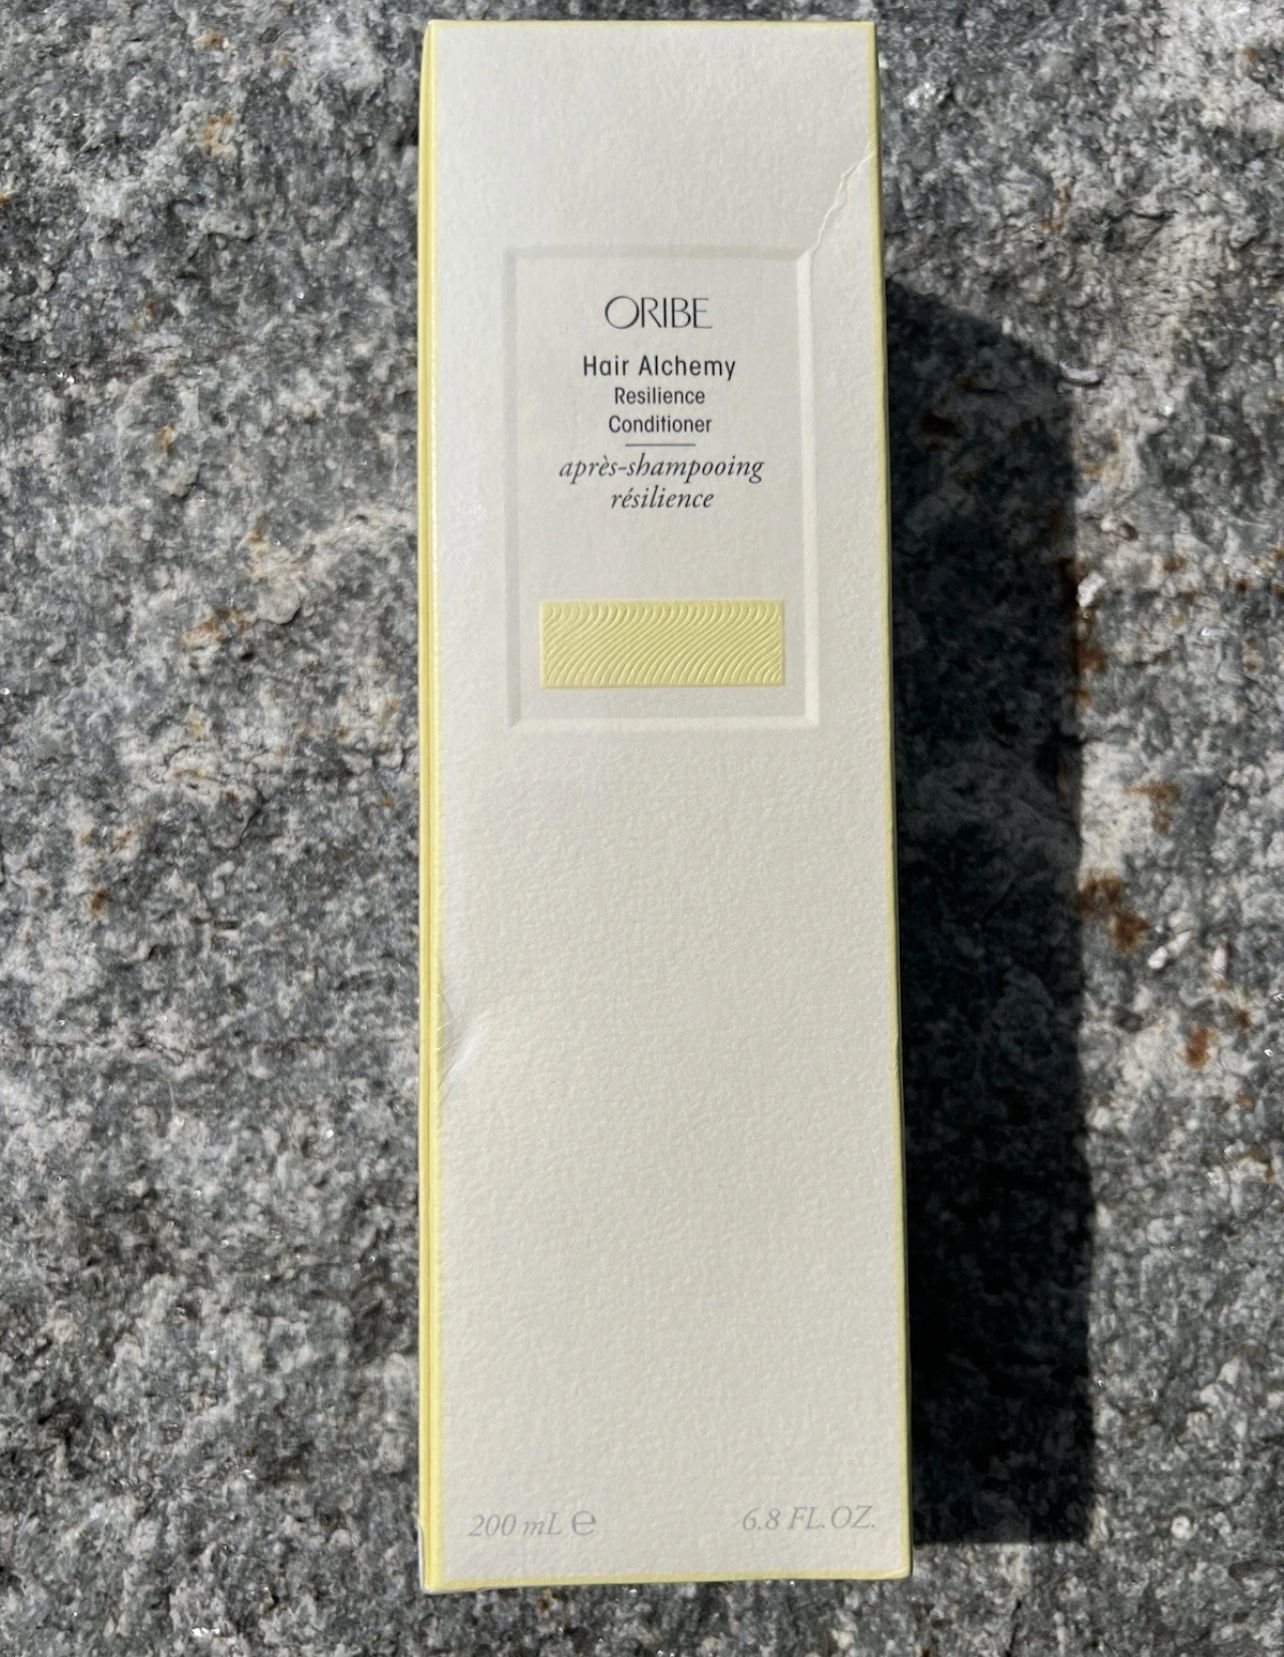 ORIBE
Hair Alchemy
Resilience
Conditioner
après-shampooing
résilience
200 mL ℮ 6.8 FL.OZ.